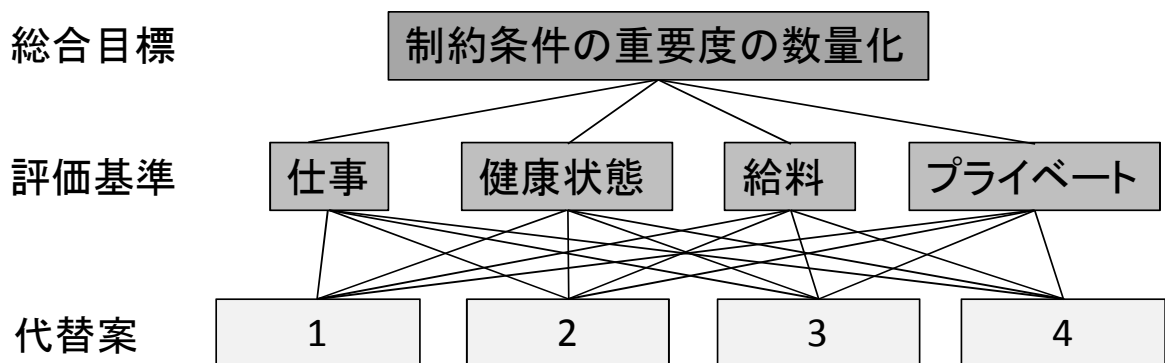 総合目標
制約条件の重要度の数量化
評価基準
仕事
健康状態
給料
プライベート
代替案
1
2
3
4